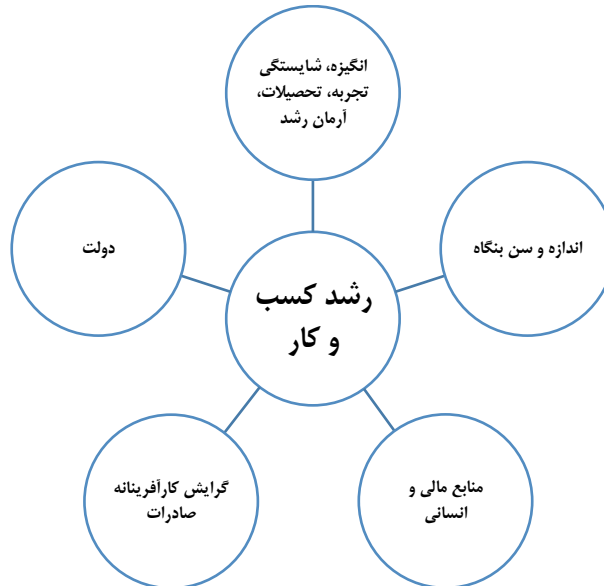 انگیزه، شایستگی
تجربه، تحصیلات،
آرمان رشد
دولت
اندازه و سن بنگاه
رشد کسب
و کار
گرایش کارآفرینانه
صادرات
منابع مالی و
انسانی